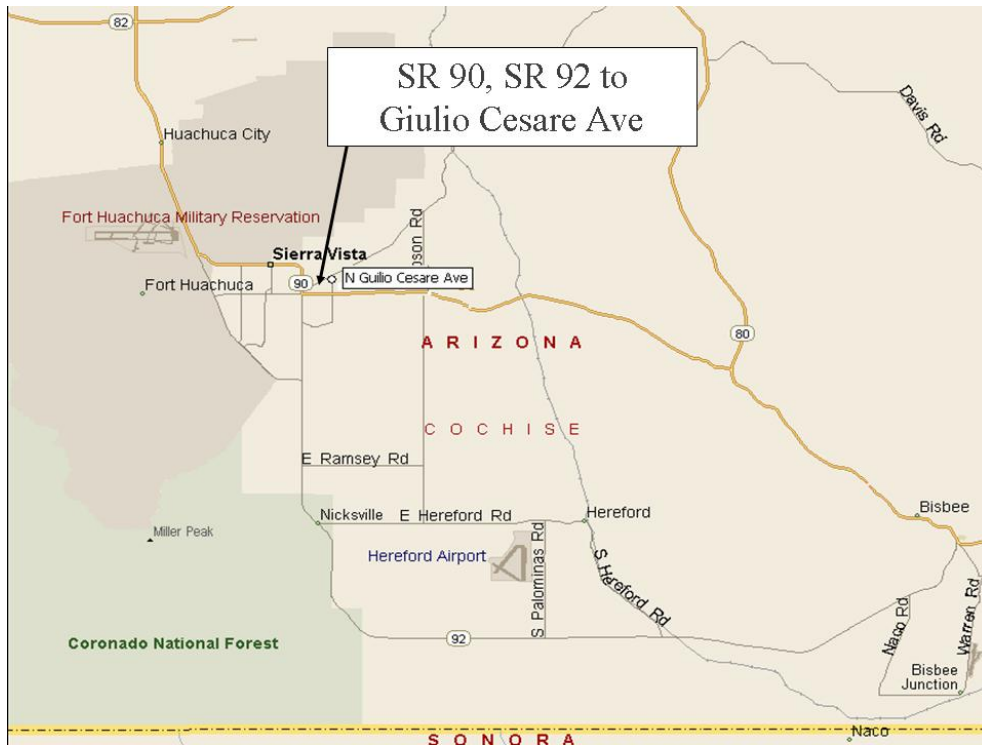 82
SR 90, SR 92 to
Giulio Cesare Ave
Davis Rd
Huachuca City
Fort Huachuca Military Reservation
Sierra Vista
N Guilio Cesare Ave
90
Fort Huachuca
80
A R I Z O N A
C O C H I S E
E Ramsey Rd
Nicksville
E Hereford Rd
Hereford
Bisbee
Miller Peak
Hereford Airport
S Palominas Rd
S Hereford Rd
Naco Rd
Warren Rd
92
Coronado National Forest
Bisbee
Junction
Naco
S O N O R A